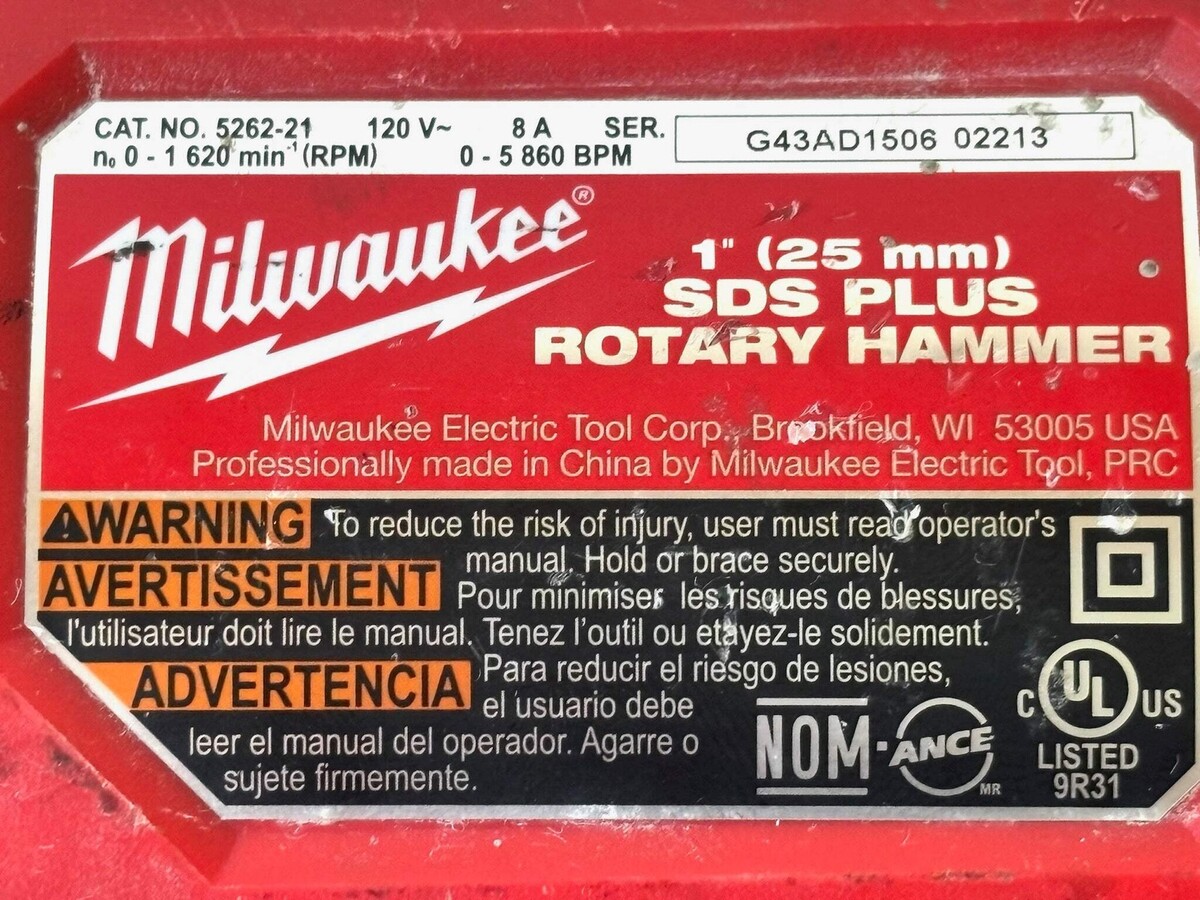 CAT. NO. 5262-21 120 V~ 8 A SER. G43AD1506 02213
n₀ 0 - 1 620 min⁻¹ (RPM) 0 - 5 860 BPM
Milwaukee®
1" (25 mm)
SDS PLUS
ROTARY HAMMER
Milwaukee Electric Tool Corp., Brookfield, WI 53005 USA
Professionally made in China by Milwaukee Electric Tool, PRC
⚠WARNING To reduce the risk of injury, user must read operator's
manual. Hold or brace securely.
AVERTISSEMENT Pour minimiser les risques de blessures,
l'utilisateur doit lire le manual. Tenez l'outil ou etayez-le solidement.
ADVERTENCIA Para reducir el riesgo de lesiones,
el usuario debe
leer el manual del operador. Agarre o
sujete firmemente.
NOM-ANCE MR
C UL US
LISTED
9R31